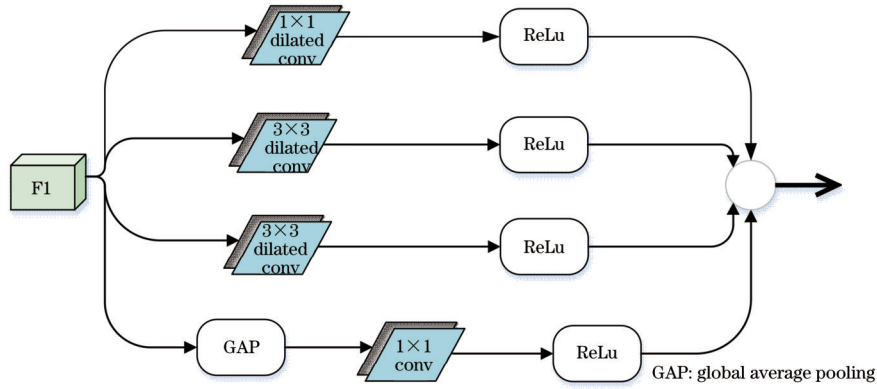 1×1
dilated
conv
ReLu
3×3
dilated
conv
ReLu
F1
3×3
dilated
conv
ReLu
GAP
1×1
conv
ReLu
GAP: global average pooling